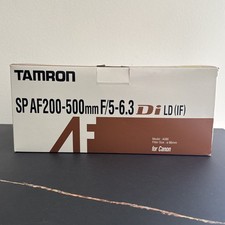 TAMRON
SP AF200-500mm F/5-6.3 Di LD (IF)
AF
for Canon